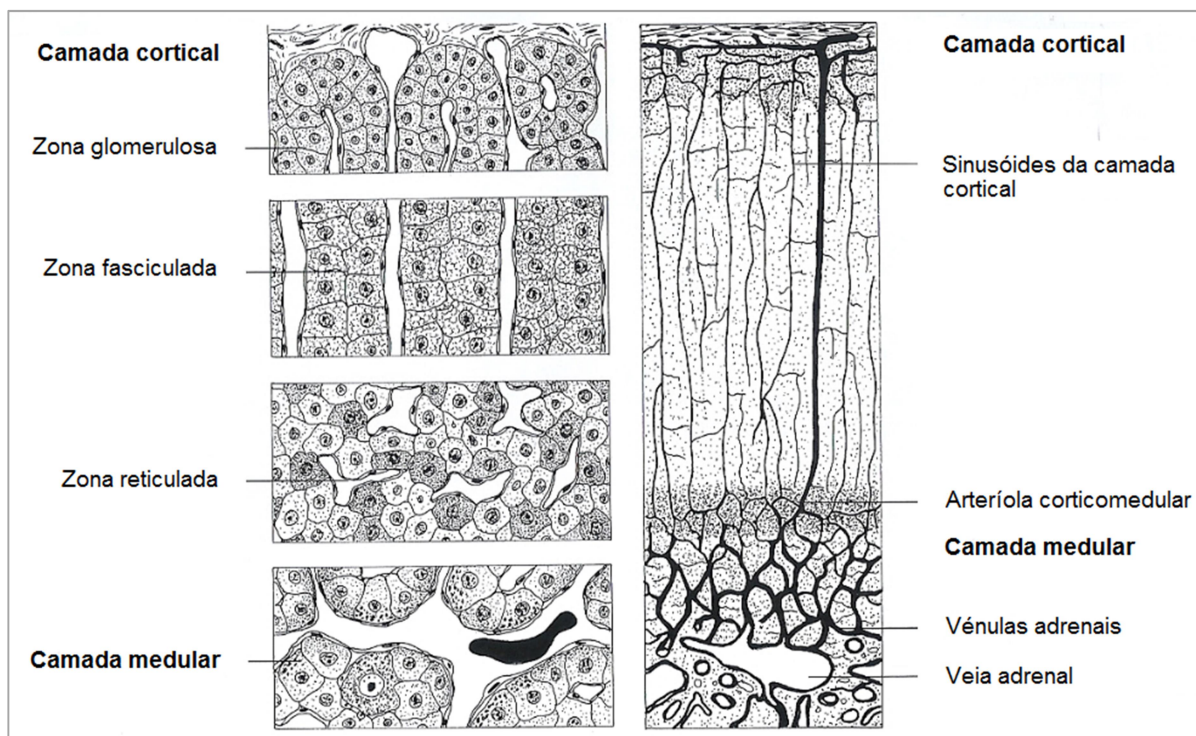 Camada cortical
Zona glomerulosa
Zona fasciculada
Zona reticulada
Camada medular
Camada cortical
Sinusóides da camada
cortical
Arteríola corticomedular
Camada medular
Vénulas adrenais
Veia adrenal